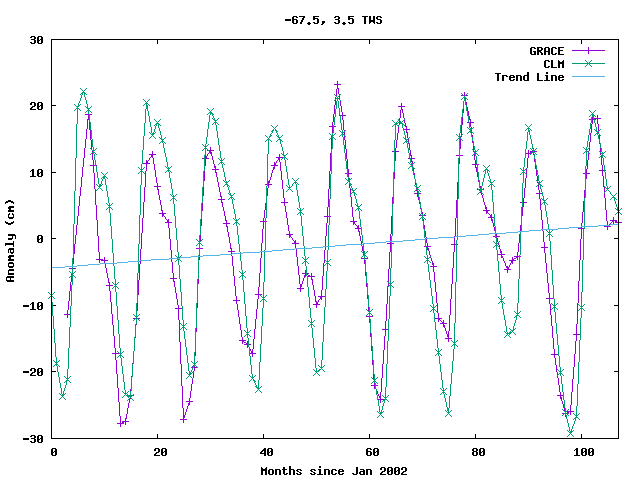 -67.5, 3.5 TWS
GRACE
CLM
Trend Line
Anomaly (cm)
30
20
10
0
-10
-20
-30
0 20 40 60 80 100
Months since Jan 2002